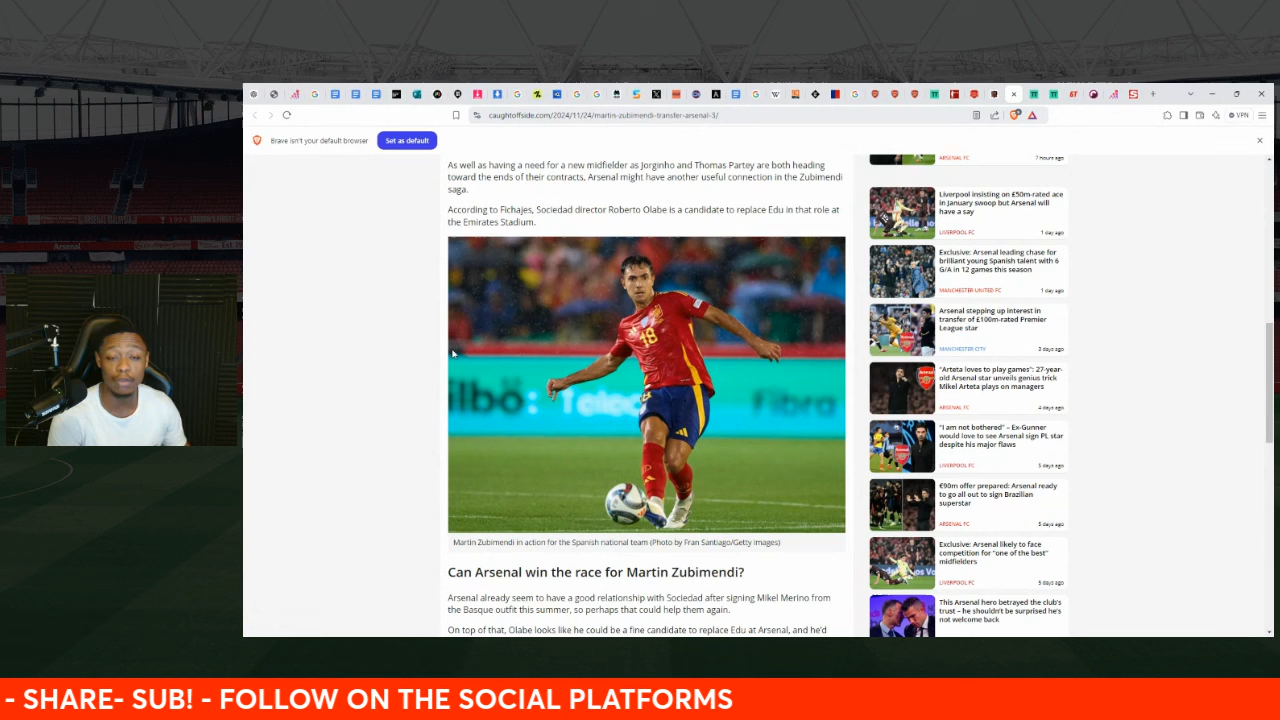 caughtoffside.com/2024/11/24/martin-zubimendi-transfer-arsenal-3/
VPN
Brave isn't your default browser
Set as default
As well as having a need for a new midfielder as Jorginho and Thomas Partey are both heading
toward the ends of their contracts, Arsenal might have another useful connection in the Zubimendi
saga.
According to Fichajes, Sociedad director Roberto Olabe is a candidate to replace Edu in that role at
the Emirates Stadium.
18
Fibra
Martin Zubimendi in action for the Spanish national team (Photo by Fran Santiago/Getty Images)
Can Arsenal win the race for Martin Zubimendi?
Arsenal already seem to have a good relationship with Sociedad after signing Mikel Merino from
the Basque outfit this summer, so perhaps that could help them again.
On top of that, Olabe looks like he could be a fine candidate to replace Edu at Arsenal, and he'd
ARSENAL FC
7 hours ago
Liverpool insisting on £50m-rated ace
in January swoop but Arsenal will
have a say
LIVERPOOL FC
1 day ago
Exclusive: Arsenal leading chase for
brilliant young Spanish talent with 6
G/A in 12 games this season
MANCHESTER UNITED FC
1 day ago
Arsenal stepping up interest in
transfer of £100m-rated Premier
League star
MANCHESTER CITY
3 days ago
"Arteta loves to play games": 27-year-
old Arsenal star unveils genius trick
Mikel Arteta plays on managers
ARSENAL FC
4 days ago
"I am not bothered" – Ex-Gunner
would love to see Arsenal sign PL star
despite his major flaws
LIVERPOOL FC
5 days ago
€90m offer prepared: Arsenal ready
to go all out to sign Brazilian
superstar
ARSENAL FC
5 days ago
Exclusive: Arsenal likely to face
competition for "one of the best"
midfielders
LIVERPOOL FC
5 days ago
This Arsenal hero betrayed the club's
trust – he shouldn't be surprised he's
not welcome back
Arsenal
- SHARE- SUB! - FOLLOW ON THE SOCIAL PLATFORMS